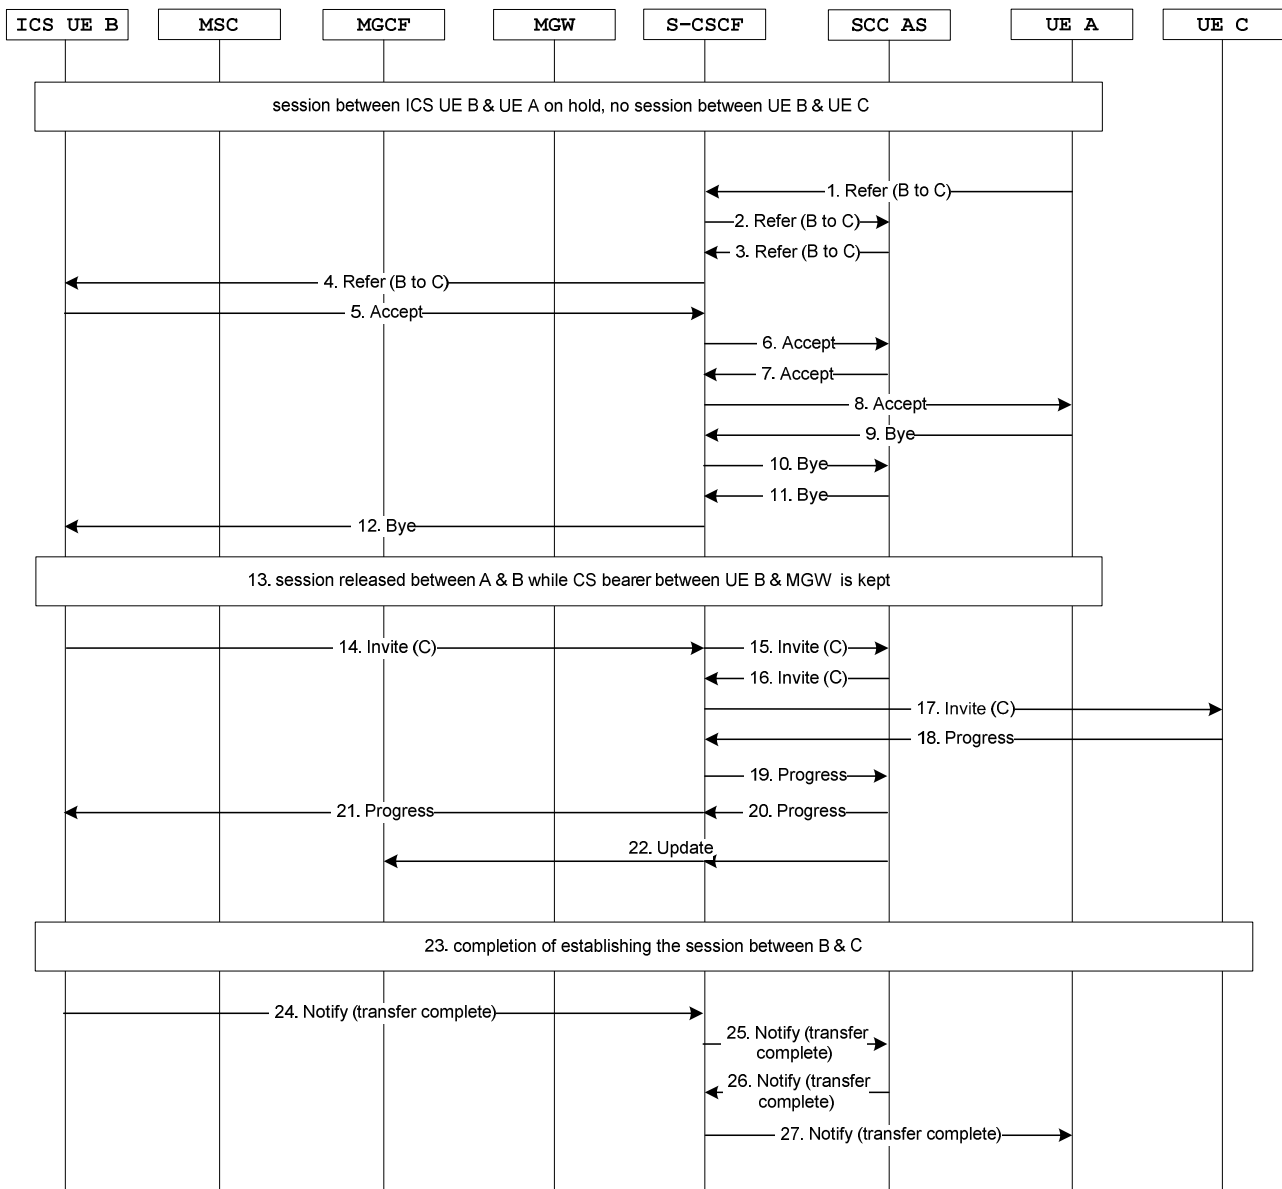 ICS UE B
MSC
MGCF
MGW
S-CSCF
SCC AS
UE A
UE C
session between ICS UE B & UE A on hold, no session between UE B & UE C
1. Refer (B to C)
2. Refer (B to C)
3. Refer (B to C)
4. Refer (B to C)
5. Accept
6. Accept
7. Accept
8. Accept
9. Bye
10. Bye
11. Bye
12. Bye
13. session released between A & B while CS bearer between UE B & MGW is kept
14. Invite (C)
15. Invite (C)
16. Invite (C)
17. Invite (C)
18. Progress
19. Progress
21. Progress
20. Progress
22. Update
23. completion of establishing the session between B & C
24. Notify (transfer complete)
25. Notify (transfer
complete)
26. Notify (transfer
complete)
27. Notify (transfer complete)